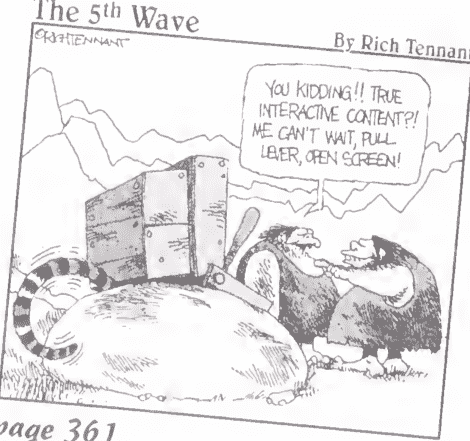 The 5th Wave
By Rich Tennant
©RICHTENNANT
YOU KIDDING!! TRUE
INTERACTIVE CONTENT?!
ME CAN'T WAIT, PULL
LEVER, OPEN SCREEN!
page 361